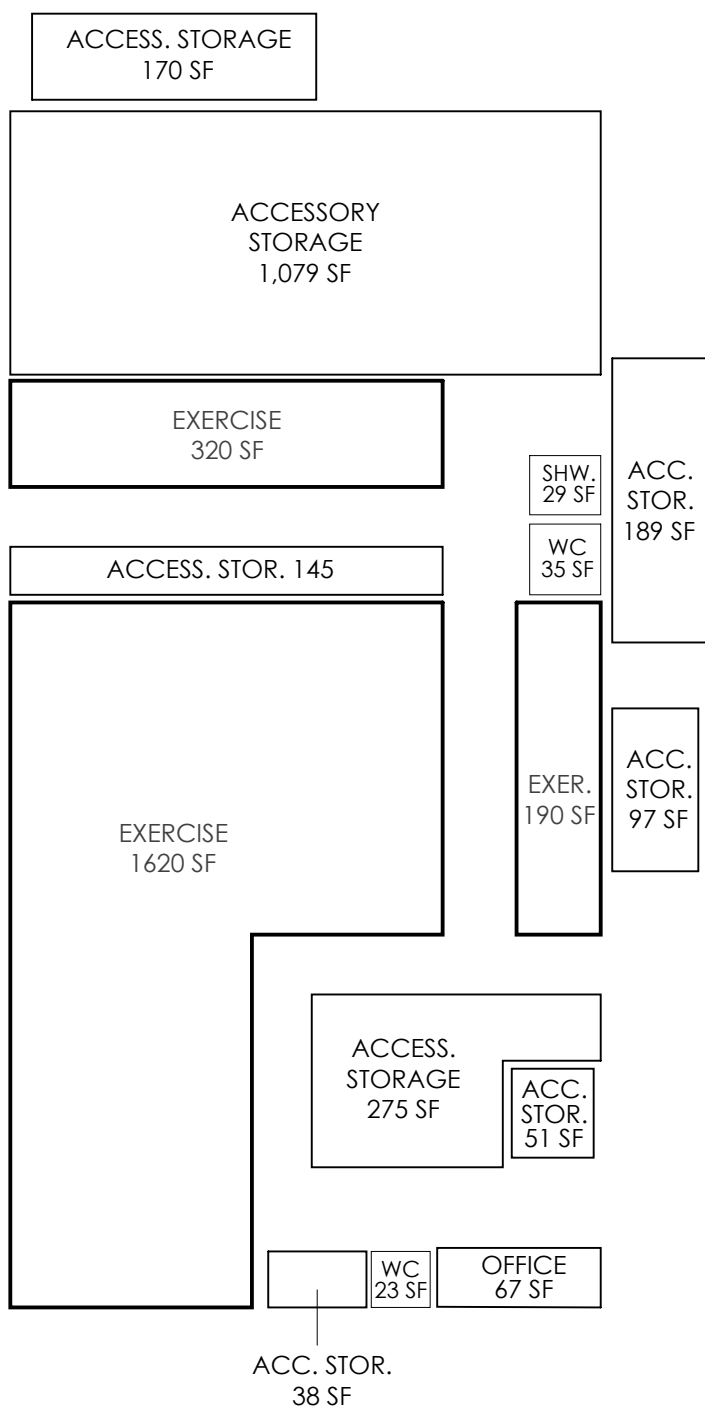 ACCESS. STORAGE
170 SF
ACCESSORY
STORAGE
1,079 SF
EXERCISE
320 SF
SHW.
29 SF
ACC.
STOR.
189 SF
WC
35 SF
ACCESS. STOR. 145
EXER.
190 SF
ACC.
STOR.
97 SF
EXERCISE
1620 SF
ACCESS.
STORAGE
275 SF
ACC.
STOR.
51 SF
WC
23 SF
OFFICE
67 SF
ACC. STOR.
38 SF